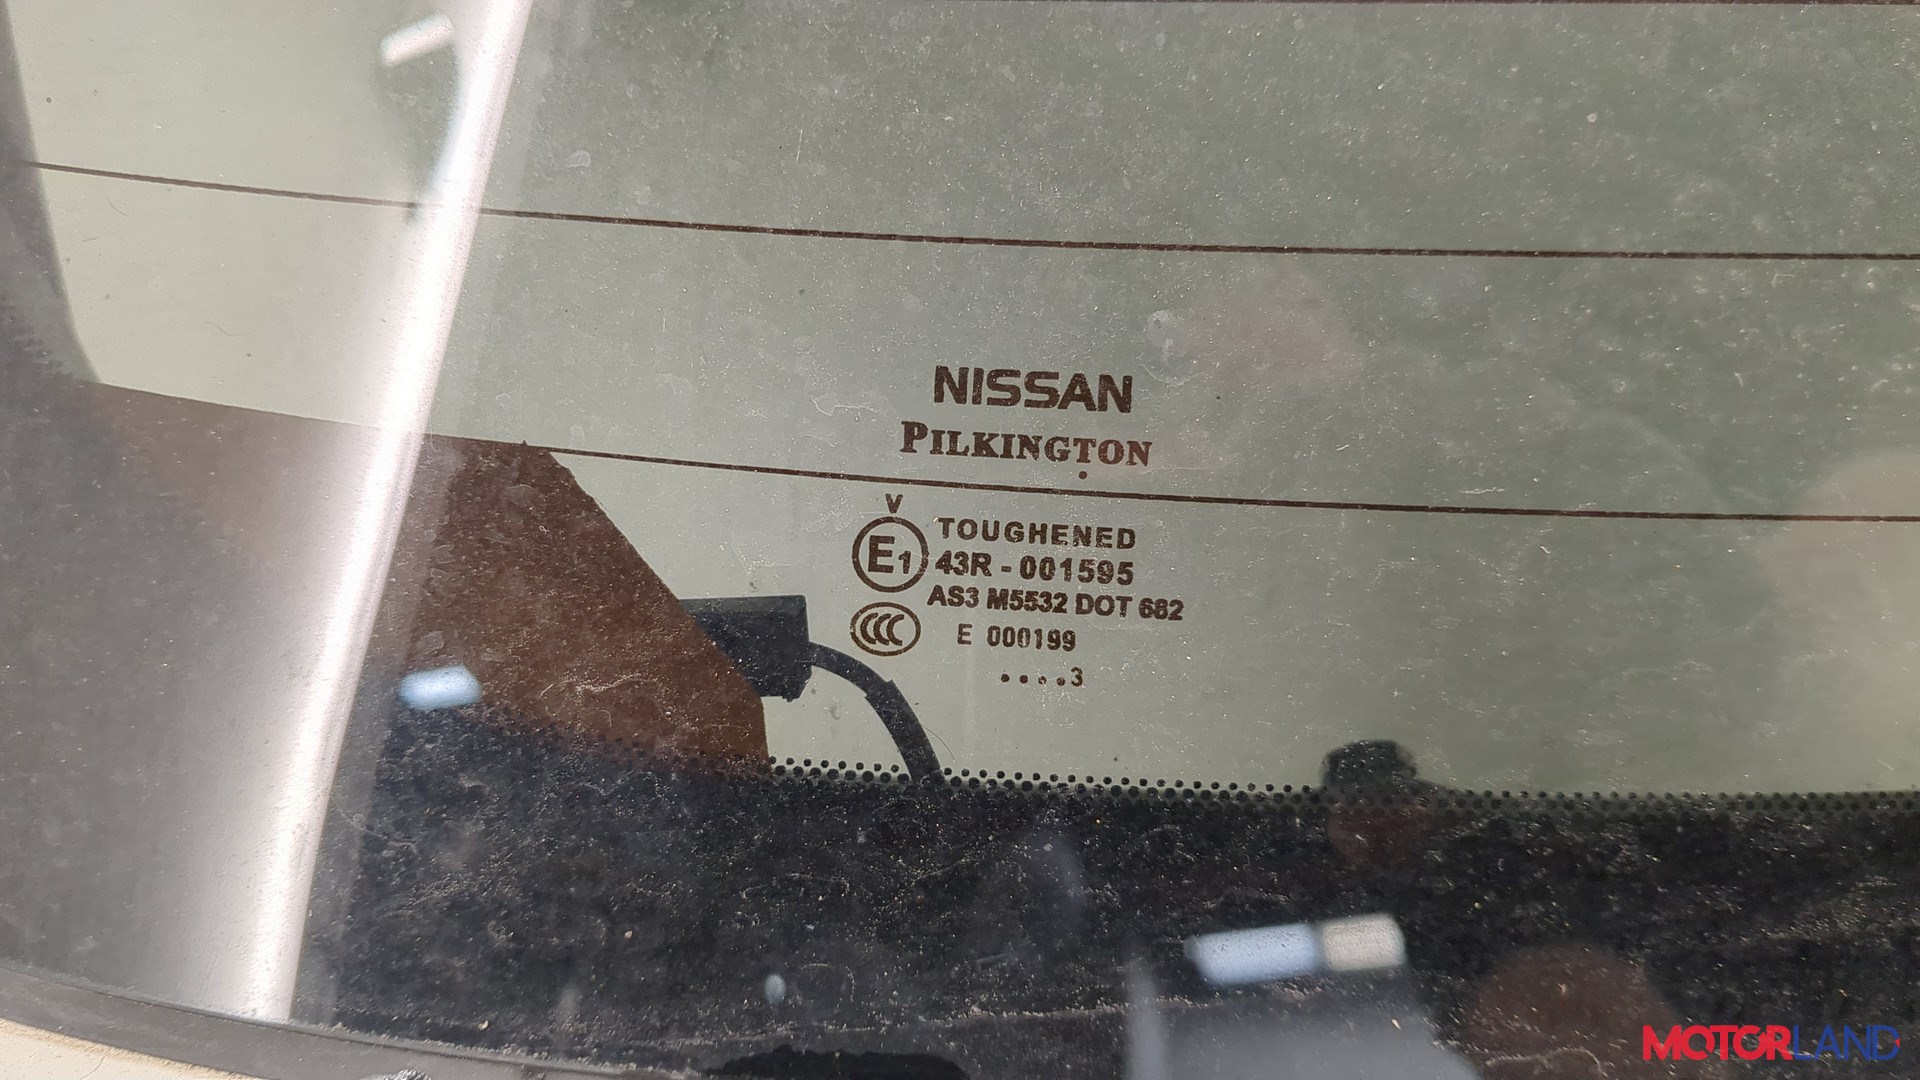 NISSAN
PILKINGTON
V
E1
TOUGHENED
43R - 001595
AS3 M5532 DOT 682
CCC
E 000199
....3
MOTORLAND